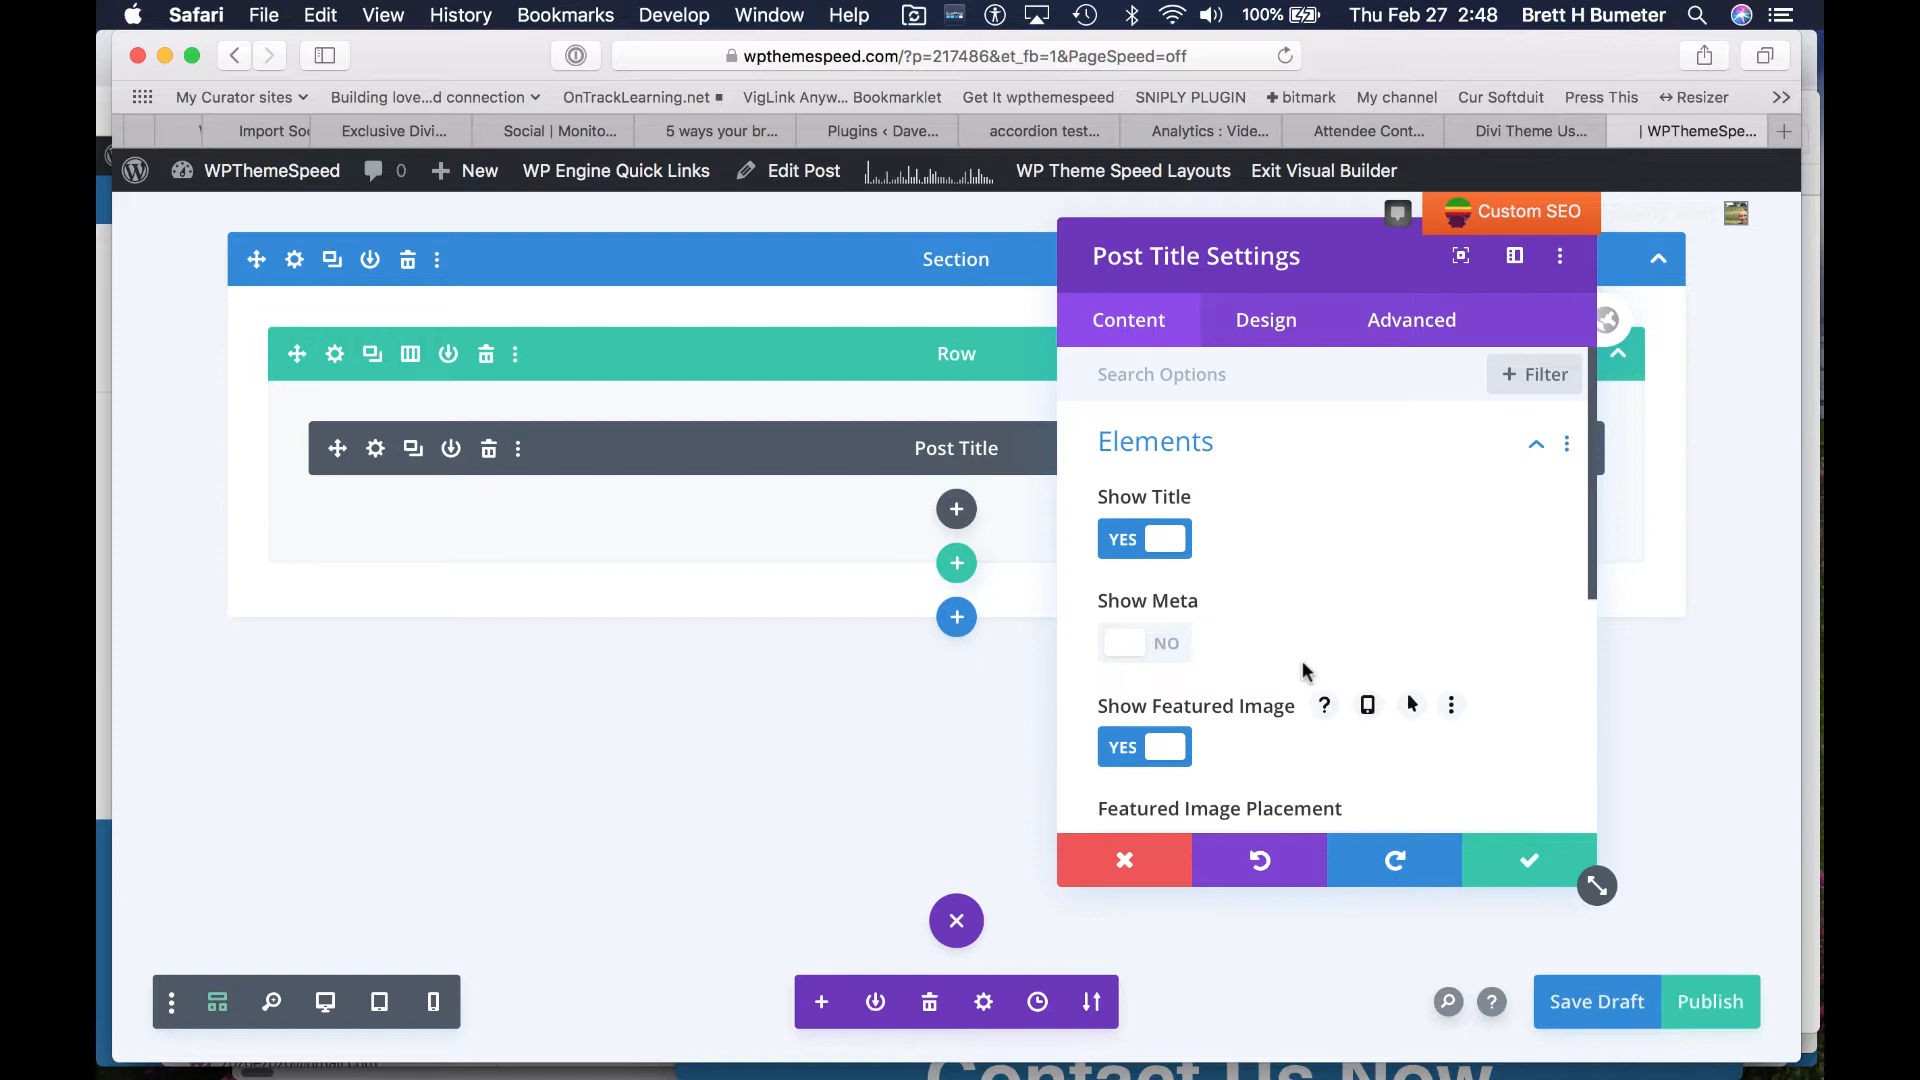 Safari File Edit View History Bookmarks Develop Window Help 100% Thu Feb 27 2:48 Brett H Bumeter
wpthemespeed.com/?p=217486&et_fb=1&PageSpeed=off
My Curator sites Building love...d connection OnTrackLearning.net VigLink Anyw... Bookmarklet Get It wpthemespeed SNIPLY PLUGIN bitmark My channel Cur Softduit Press This Resizer
Import Soc Exclusive Divi... Social | Monito... 5 ways your br... Plugins ‹ Dave... accordion test... Analytics : Vide... Attendee Cont... Divi Theme Us... | WPThemeSpe...
WPThemeSpeed 0 New WP Engine Quick Links Edit Post WP Theme Speed Layouts Exit Visual Builder
Custom SEO
Section
Post Title Settings
Content Design Advanced
Row
Search Options + Filter
Elements
Post Title
Show Title
YES
Show Meta
NO
Show Featured Image ?
YES
Featured Image Placement
? Save Draft Publish
Contact Us Now